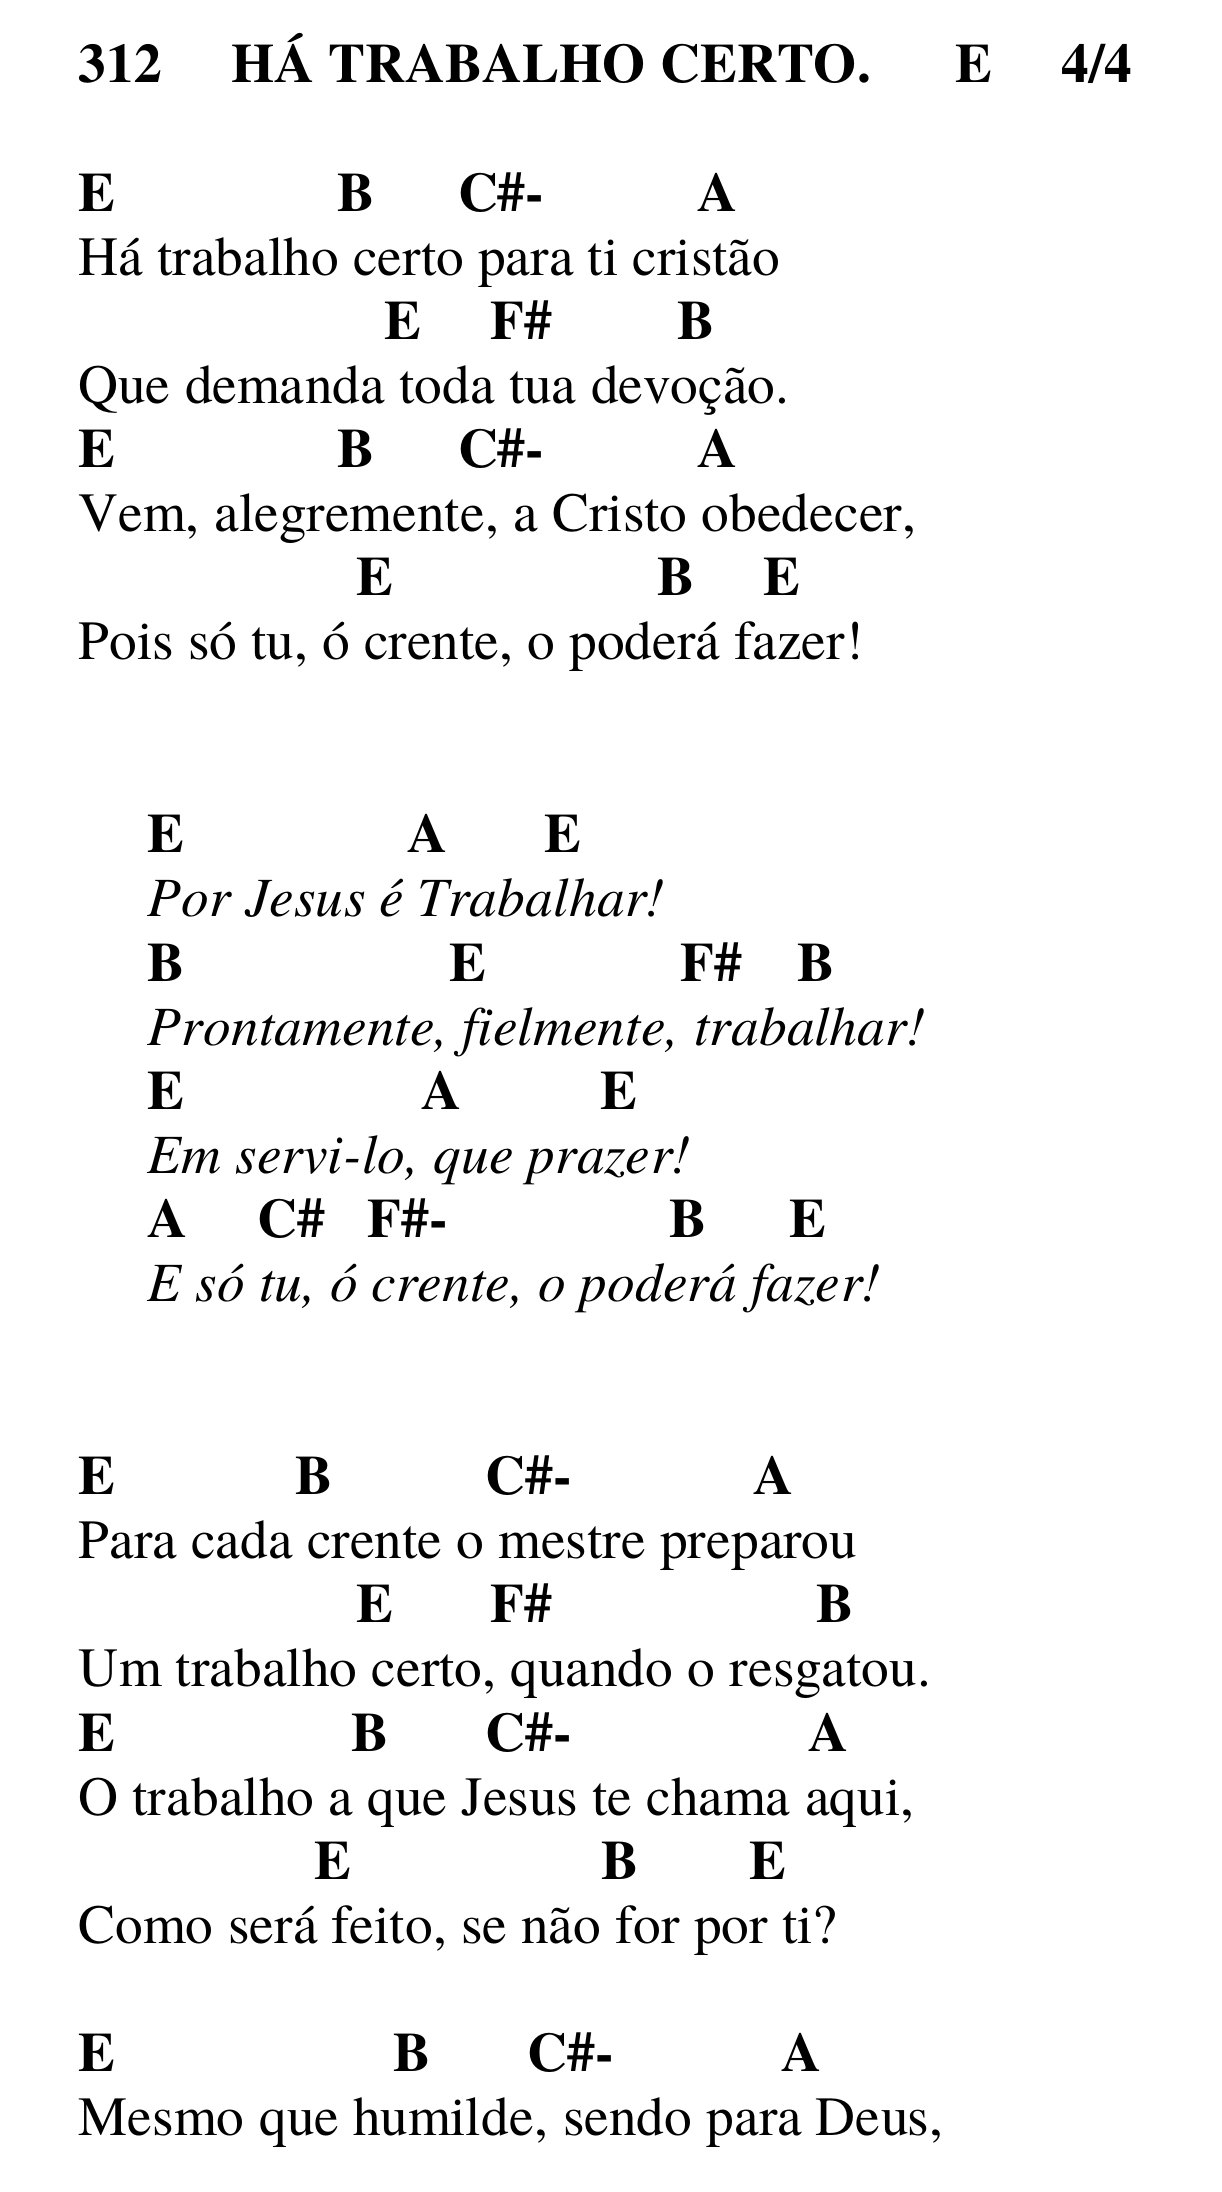 312 HÁ TRABALHO CERTO. E 4/4
E B C#- A
Há trabalho certo para ti cristão
E F# B
Que demanda toda tua devoção.
E B C#- A
Vem, alegremente, a Cristo obedecer,
E B E
Pois só tu, ó crente, o poderá fazer!
E A E
Por Jesus é Trabalhar!
B E F# B
Prontamente, fielmente, trabalhar!
E A E
Em servi-lo, que prazer!
A C# F#- B E
E só tu, ó crente, o poderá fazer!
E B C#- A
Para cada crente o mestre preparou
E F# B
Um trabalho certo, quando o resgatou.
E B C#- A
O trabalho a que Jesus te chama aqui,
E B E
Como será feito, se não for por ti?
E B C#- A
Mesmo que humilde, sendo para Deus,